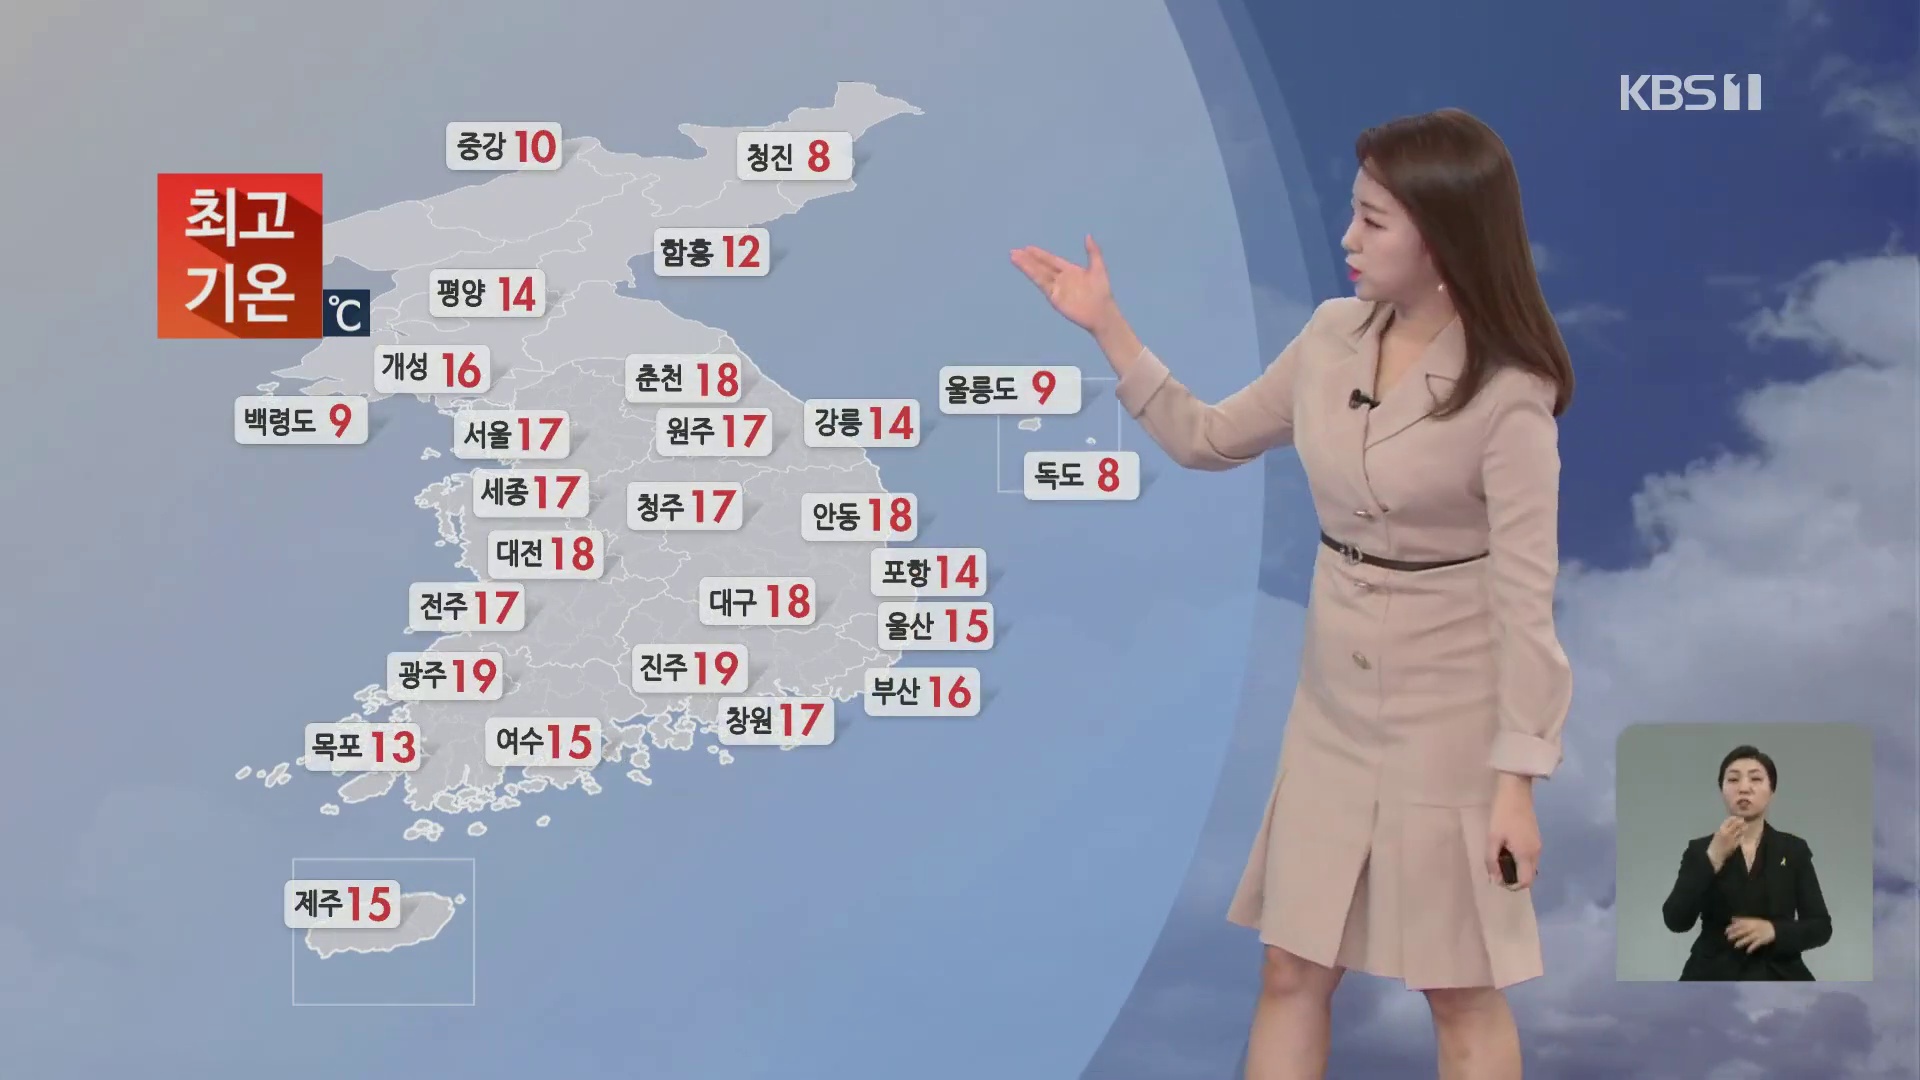 KBS 1
최고
기온
℃
중강 10
청진 8
함흥 12
평양 14
개성 16
춘천 18
백령도 9
서울 17
원주 17
강릉 14
울릉도 9
독도 8
세종 17
청주 17
안동 18
대전 18
포항 14
전주 17
대구 18
울산 15
광주 19
진주 19
부산 16
창원 17
목포 13
여수 15
제주 15